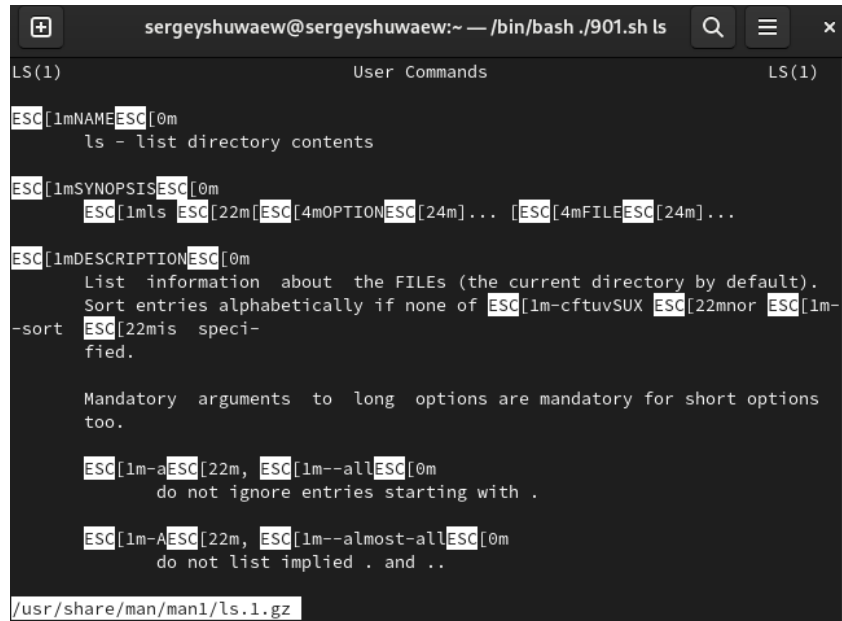 sergeyshuwaew@sergeyshuwaew:~ — /bin/bash ./901.sh ls
LS(1) User Commands LS(1)
ESC[1mNAMEESC[0m
ls - list directory contents
ESC[1mSYNOPSISESC[0m
ESC[1mls ESC[22m[ESC[4mOPTIONESC[24m]... [ESC[4mFILEESC[24m]...
ESC[1mDESCRIPTIONESC[0m
List information about the FILEs (the current directory by default).
Sort entries alphabetically if none of ESC[1m-cftuvSUX ESC[22mnor ESC[1m-
-sort ESC[22mis speci-
fied.
Mandatory arguments to long options are mandatory for short options
too.
ESC[1m-aESC[22m, ESC[1m--allESC[0m
do not ignore entries starting with .
ESC[1m-AESC[22m, ESC[1m--almost-allESC[0m
do not list implied . and ..
/usr/share/man/man1/ls.1.gz